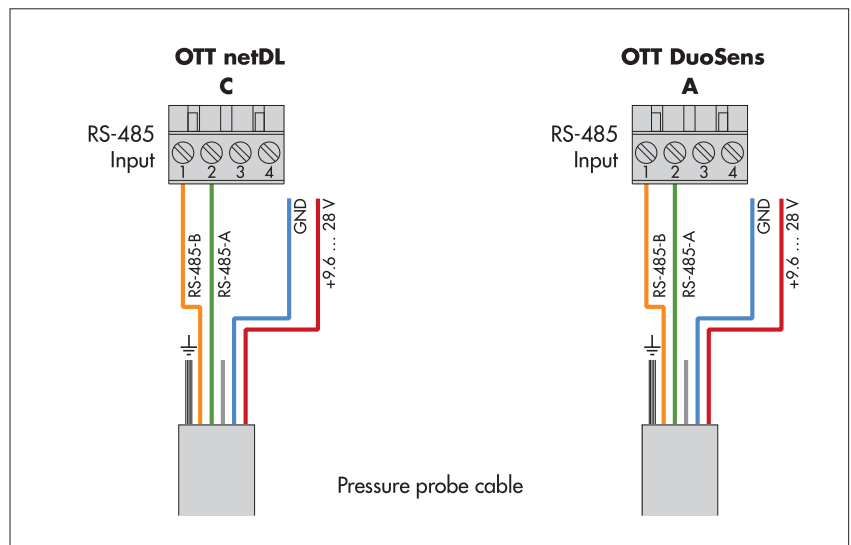 OTT netDL
C
RS-485
Input
1 2 3 4
RS-485-B
RS-485-A
GND
+9.6 ... 28 V
OTT DuoSens
A
RS-485
Input
1 2 3 4
RS-485-B
RS-485-A
GND
+9.6 ... 28 V
Pressure probe cable